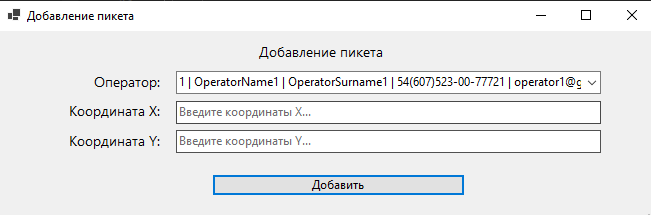 Добавление пикета
Добавление пикета
Оператор: 1 | OperatorName1 | OperatorSurname1 | 54(607)523-00-77721 | operator1@g
Координата X: Введите координаты X...
Координата Y: Введите координаты Y...
Добавить